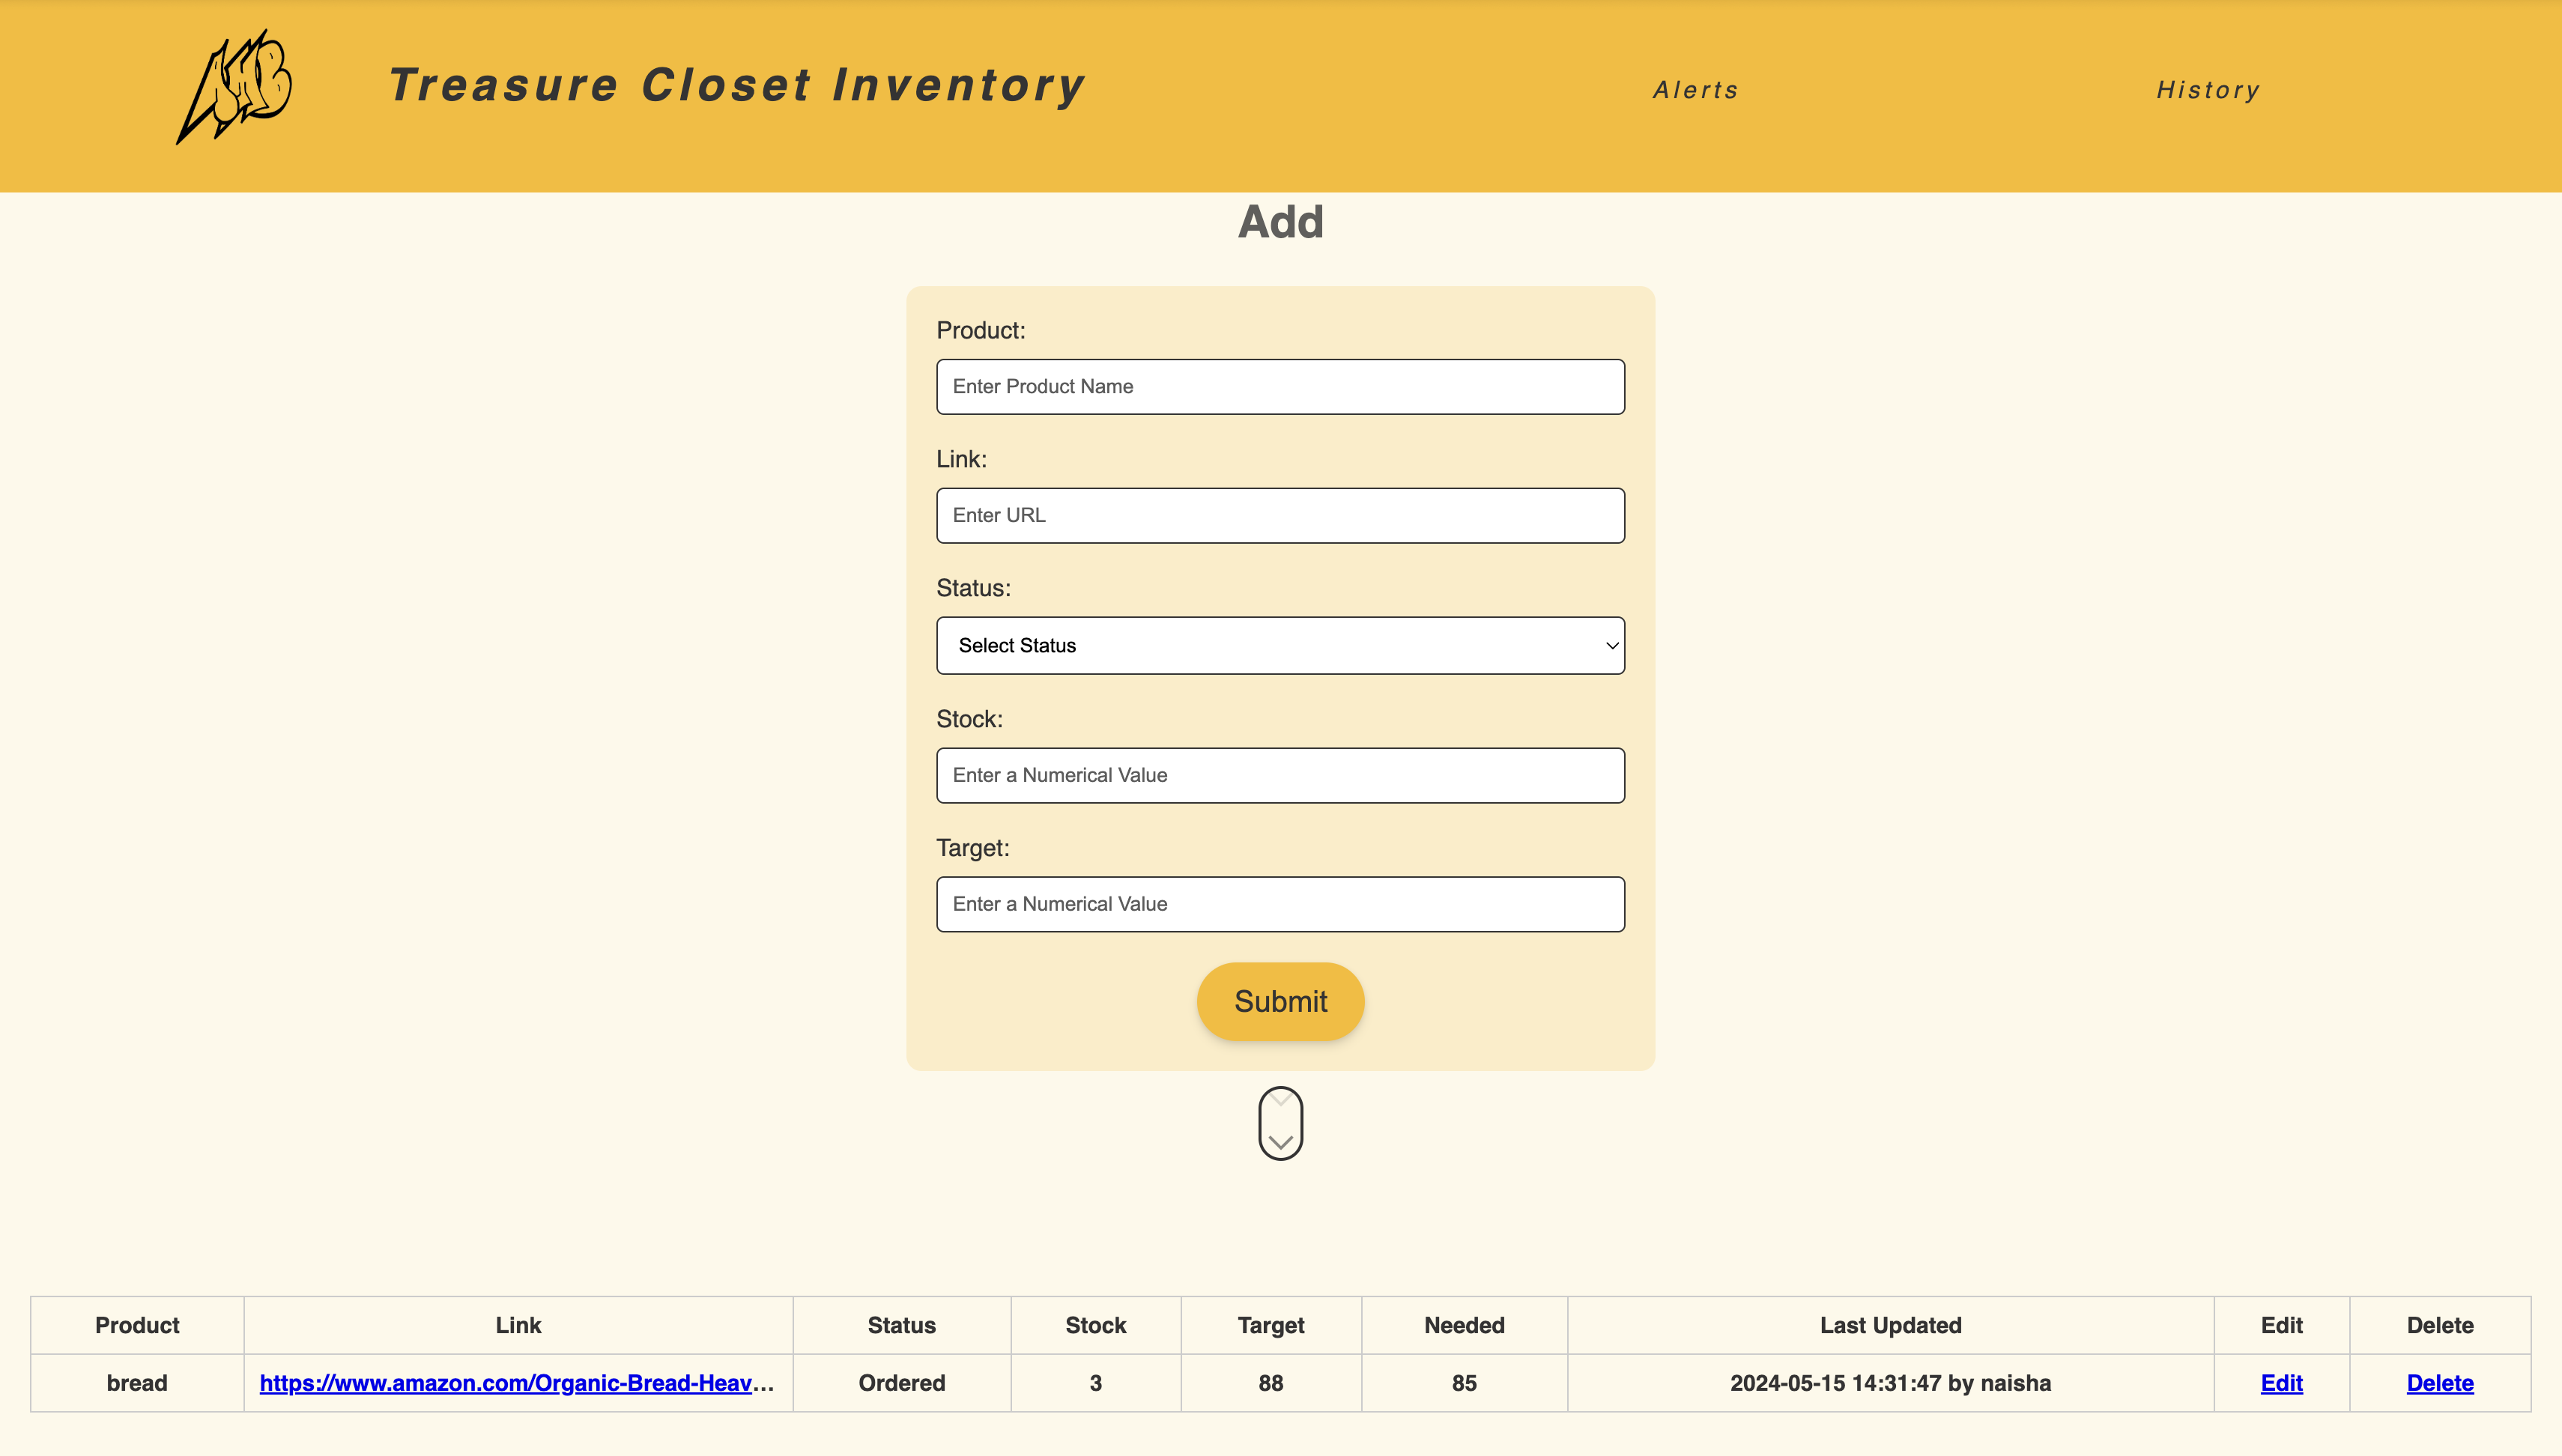 AHB
Treasure Closet Inventory
Alerts
History
Add
Product:
Enter Product Name
Link:
Enter URL
Status:
Select Status
Stock:
Enter a Numerical Value
Target:
Enter a Numerical Value
Submit
Product Link Status Stock Target Needed Last Updated Edit Delete
bread https://www.amazon.com/Organic-Bread-Heav... Ordered 3 88 85 2024-05-15 14:31:47 by naisha Edit Delete